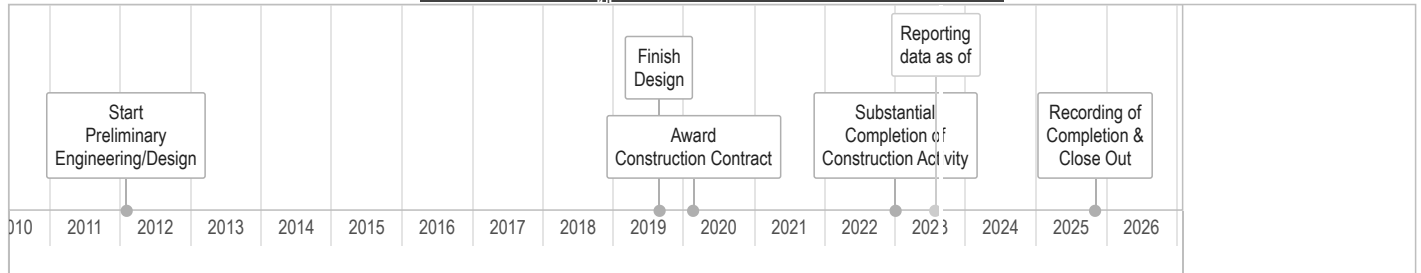 Reporting
data as of
Finish
Design
Start
Preliminary
Engineering/Design
Award
Construction Contract
Substantial
Completion of
Construction Activity
Recording of
Completion &
Close Out
010 2011 2012 2013 2014 2015 2016 2017 2018 2019 2020 2021 2022 2023 2024 2025 2026